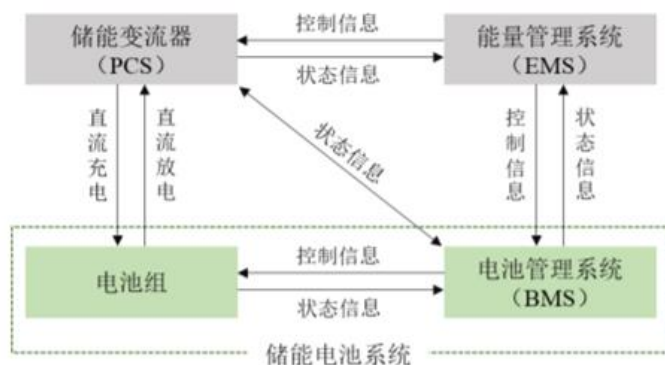 储能变流器
（PCS）
控制信息
状态信息
能量管理系统
（EMS）
直流充电
直流放电
状态信息
控制信息
状态信息
电池组
控制信息
状态信息
电池管理系统
（BMS）
储能电池系统